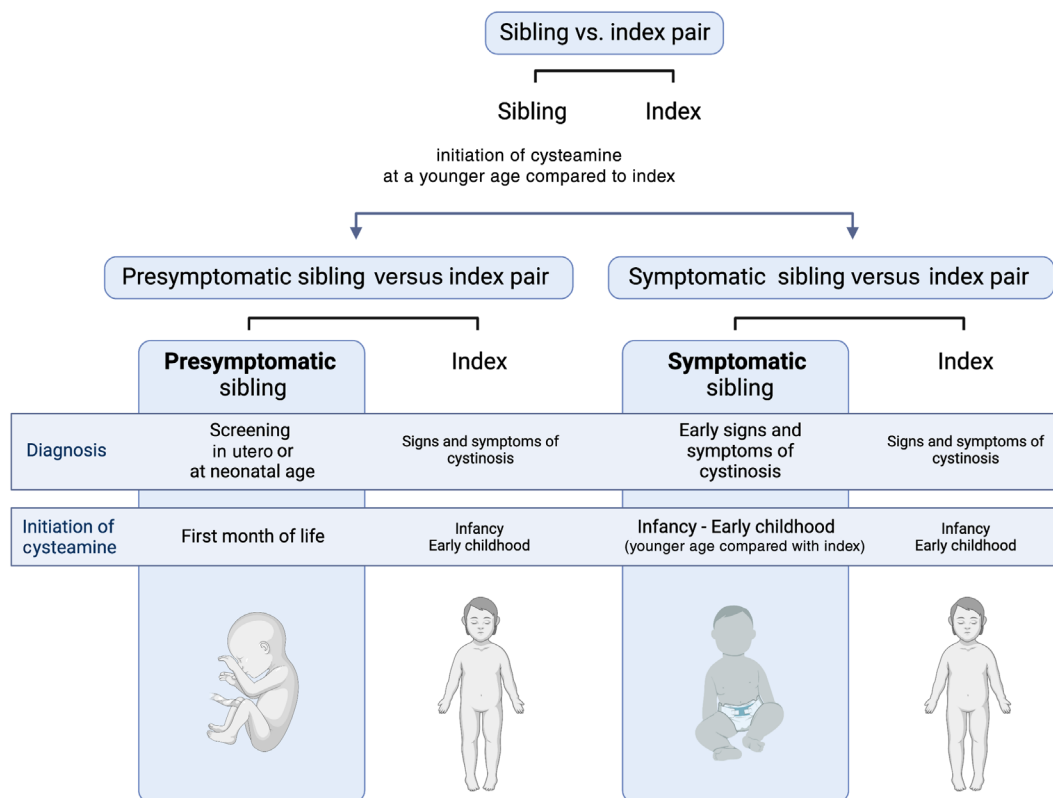 Sibling vs. index pair
Sibling
Index
initiation of cysteamine
at a younger age compared to index
Presymptomatic sibling versus index pair
Symptomatic sibling versus index pair
Presymptomatic
sibling
Index
Symptomatic
sibling
Index
Diagnosis
Screening
in utero or
at neonatal age
Signs and symptoms of
cystinosis
Early signs and
symptoms of
cystinosis
Signs and symptoms of
cystinosis
Initiation of
cysteamine
First month of life
Infancy
Early childhood
Infancy - Early childhood
(younger age compared with index)
Infancy
Early childhood